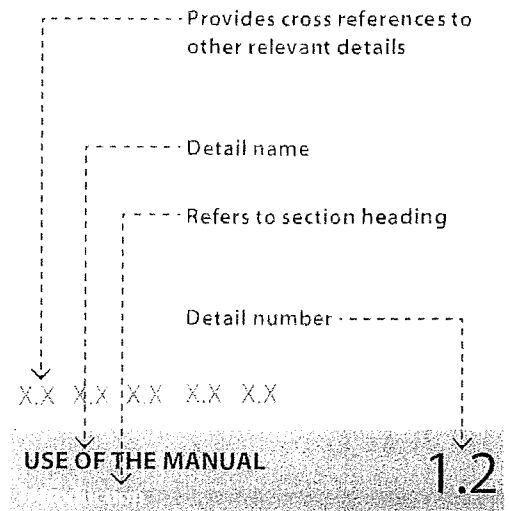 Provides cross references to
other relevant details
Detail name
Refers to section heading
Detail number
X.X X.X X.X X.X X.X
USE OF THE MANUAL
1.2